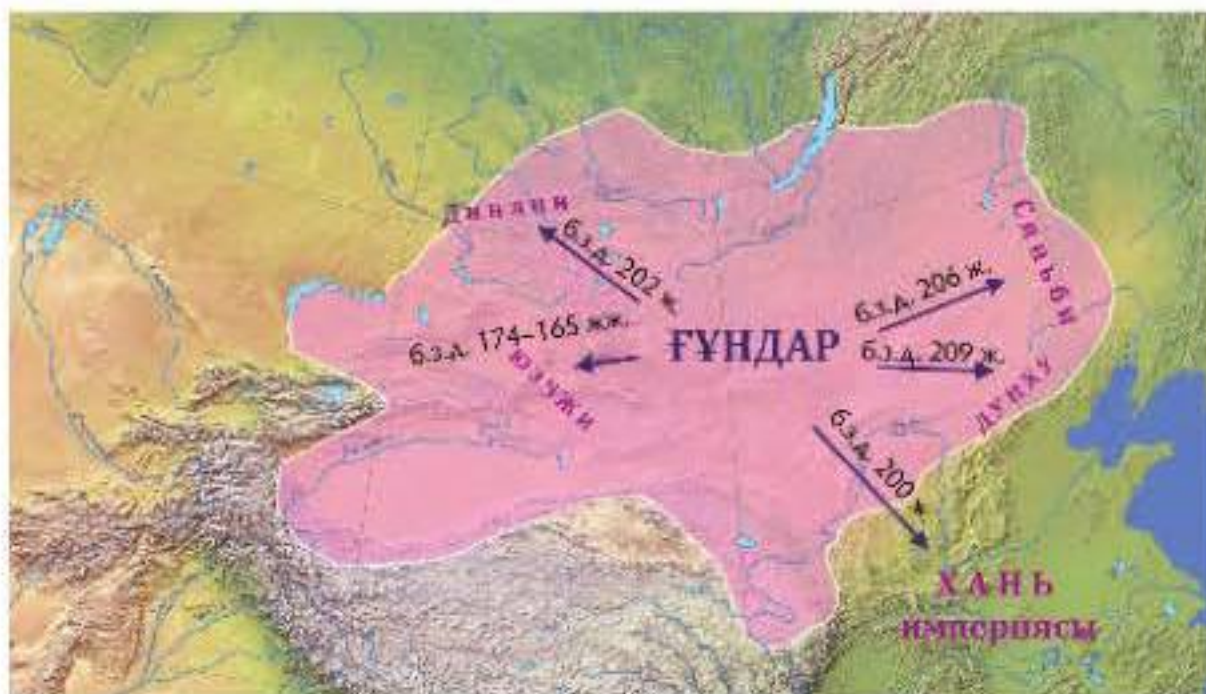 Динлин
б.з.д. 202 ж.
Сяньби
б.з.д. 206 ж.
б.з.д. 174–165 жж.
ЮЭЧЖИ
ҒҰНДАР
б.з.д. 209 ж.
ДУНХУ
б.з.д. 200
ХАНЬ
империясы